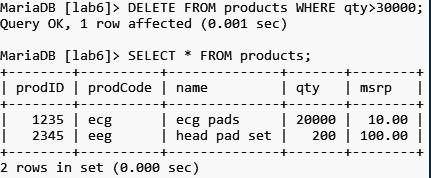 MariaDB [lab6]> DELETE FROM products WHERE qty>30000;
Query OK, 1 row affected (0.001 sec)
MariaDB [lab6]> SELECT * FROM products;
+--------+----------+--------------+-------+--------+
| prodID | prodCode | name         | qty   | msrp   |
+--------+----------+--------------+-------+--------+
|   1235 | ecg      | ecg pads     | 20000 |  10.00 |
|   2345 | eeg      | head pad set |   200 | 100.00 |
+--------+----------+--------------+-------+--------+
2 rows in set (0.000 sec)